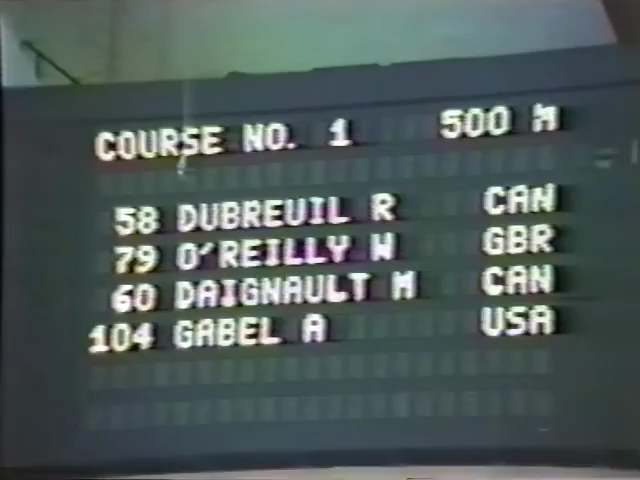 COURSE NO. 1 500 M
58 DUBREUIL R CAN
79 O'REILLY W GBR
60 DAIGNAULT M CAN
104 GABEL A USA